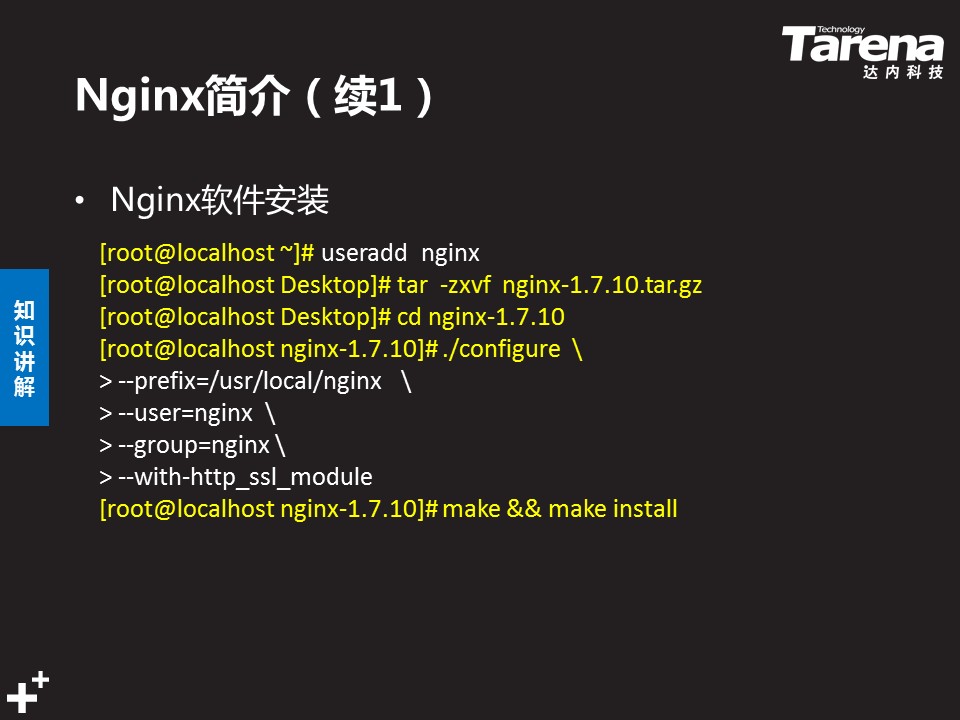 Technology
Tarena
达内科技
Nginx简介（续1）
• Nginx软件安装
[root@localhost ~]# useradd  nginx
[root@localhost Desktop]# tar  -zxvf  nginx-1.7.10.tar.gz
[root@localhost Desktop]# cd nginx-1.7.10
[root@localhost nginx-1.7.10]# ./configure  \
> --prefix=/usr/local/nginx   \
> --user=nginx  \
> --group=nginx \
> --with-http_ssl_module
[root@localhost nginx-1.7.10]# make && make install
知识讲解